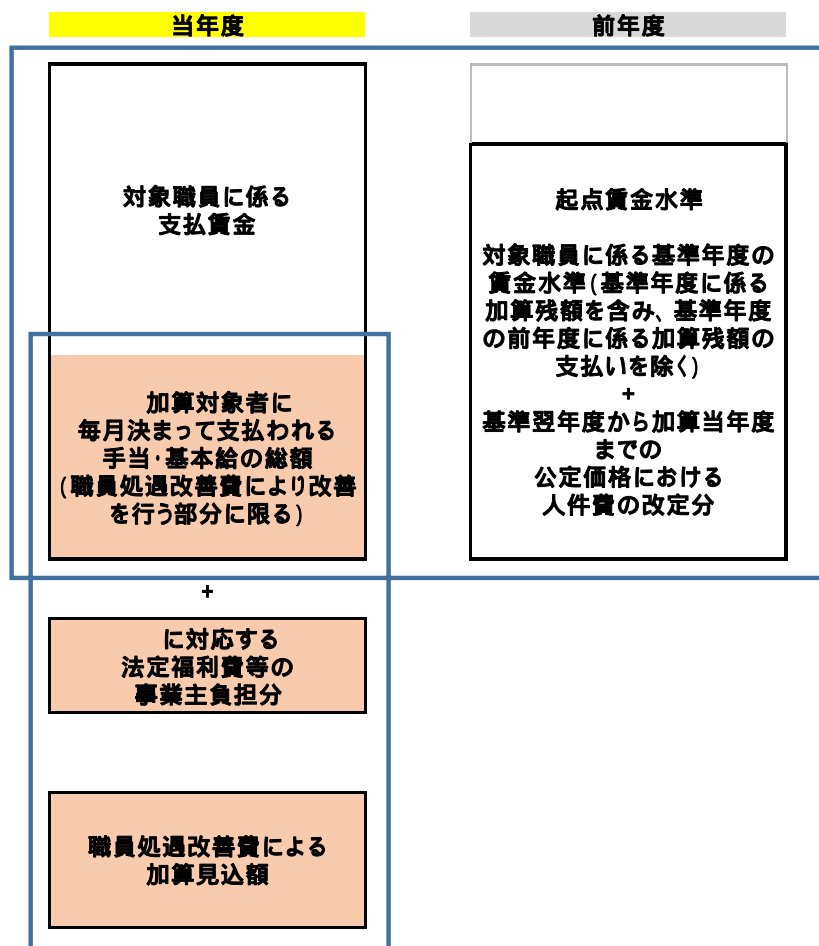 当年度
前年度
対象職員に係る
支払賃金
加算対象者に
毎月決まって支払われる
手当・基本給の総額
(職員処遇改善費により改善
を行う部分に限る)
+
に対応する
法定福利費等の
事業主負担分
職員処遇改善費による
加算見込額
起点賃金水準
対象職員に係る基準年度の
賃金水準(基準年度に係る
加算残額を含み、基準年度
の前年度に係る加算残額の
支払いを除く)
+
基準翌年度から加算当年度
までの
公定価格における
人件費の改定分